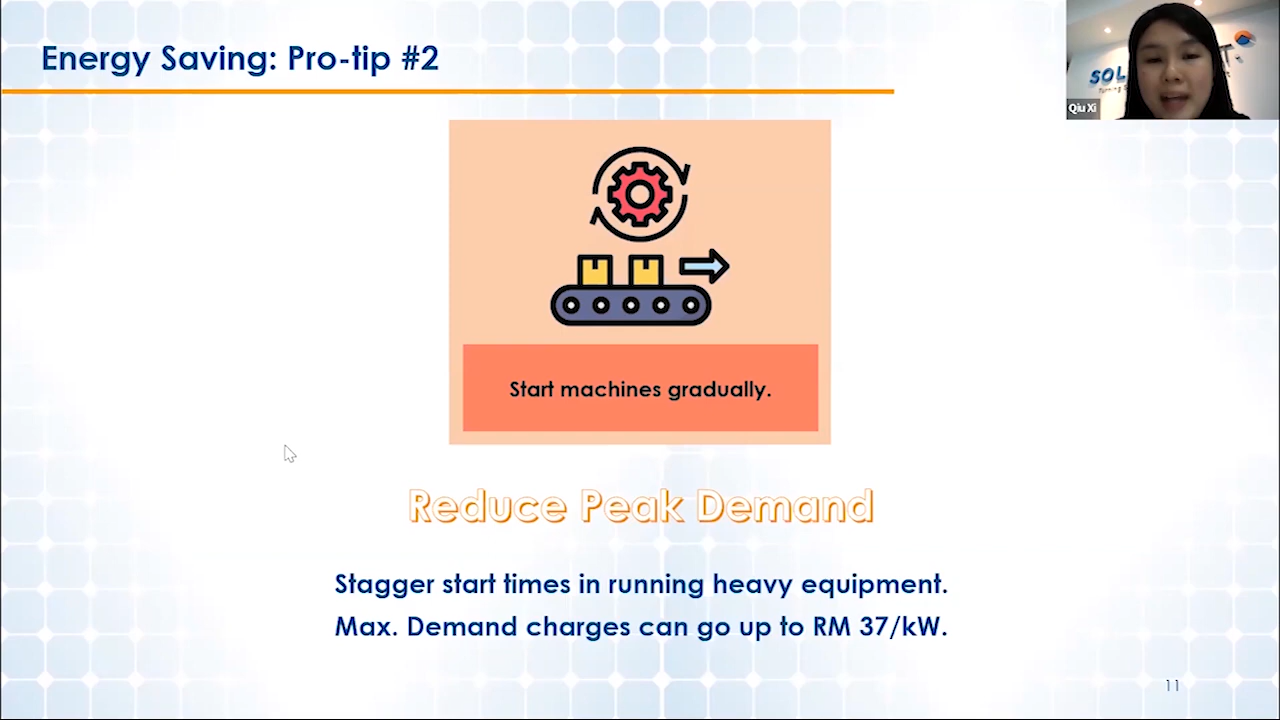 Energy Saving: Pro-tip #2
SOL
Qiu Xi
Start machines gradually.
Reduce Peak Demand
Stagger start times in running heavy equipment.
Max. Demand charges can go up to RM 37/kW.
11